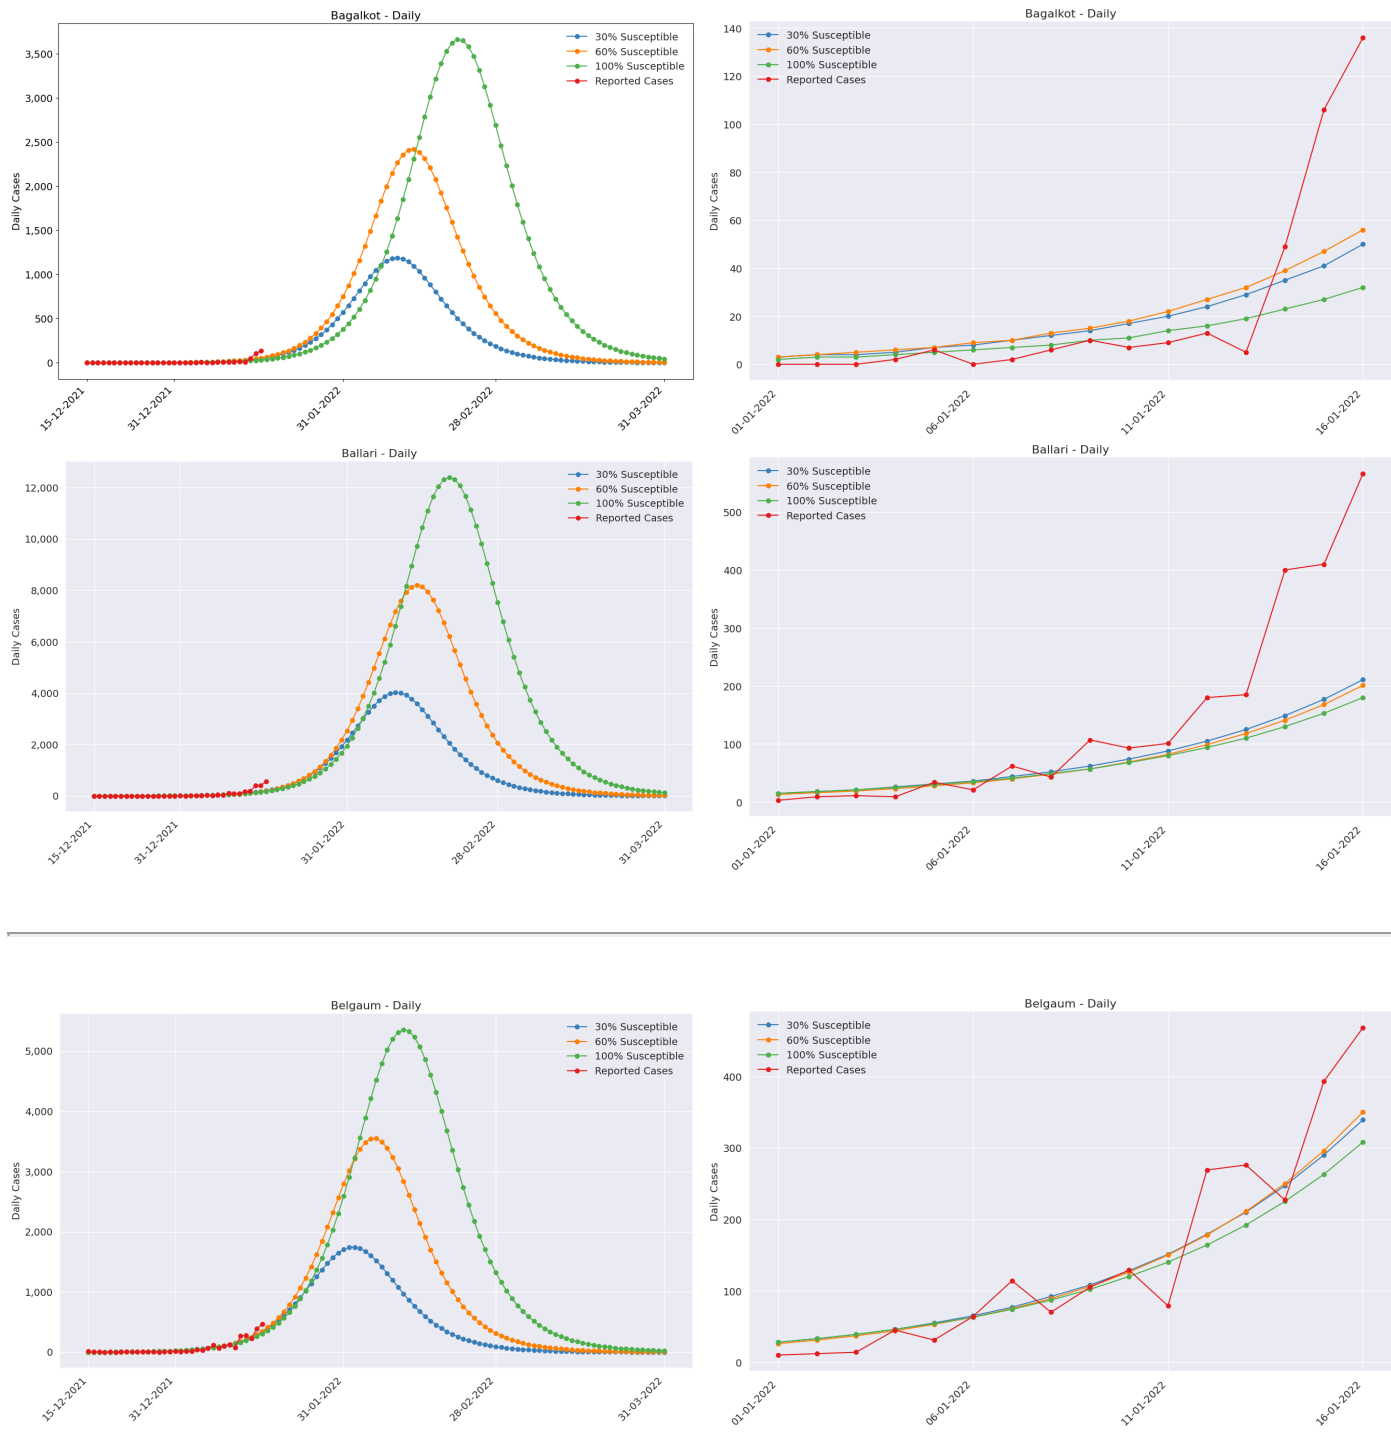 Bagalkot - Daily
30% Susceptible
60% Susceptible
100% Susceptible
Reported Cases
3,500
3,000
2,500
2,000
1,500
1,000
500
0
Daily Cases
15-12-2021
31-12-2021
31-01-2022
28-02-2022
31-03-2022
Bagalkot - Daily
30% Susceptible
60% Susceptible
100% Susceptible
Reported Cases
140
120
100
80
60
40
20
0
Daily Cases
01-01-2022
06-01-2022
11-01-2022
16-01-2022
Ballari - Daily
30% Susceptible
60% Susceptible
100% Susceptible
Reported Cases
12,000
10,000
8,000
6,000
4,000
2,000
0
Daily Cases
15-12-2021
31-12-2021
31-01-2022
28-02-2022
31-03-2022
Ballari - Daily
30% Susceptible
60% Susceptible
100% Susceptible
Reported Cases
500
400
300
200
100
0
Daily Cases
01-01-2022
06-01-2022
11-01-2022
16-01-2022
Belgaum - Daily
30% Susceptible
60% Susceptible
100% Susceptible
Reported Cases
5,000
4,000
3,000
2,000
1,000
0
Daily Cases
15-12-2021
31-12-2021
31-01-2022
28-02-2022
31-03-2022
Belgaum - Daily
30% Susceptible
60% Susceptible
100% Susceptible
Reported Cases
400
300
200
100
0
Daily Cases
01-01-2022
06-01-2022
11-01-2022
16-01-2022